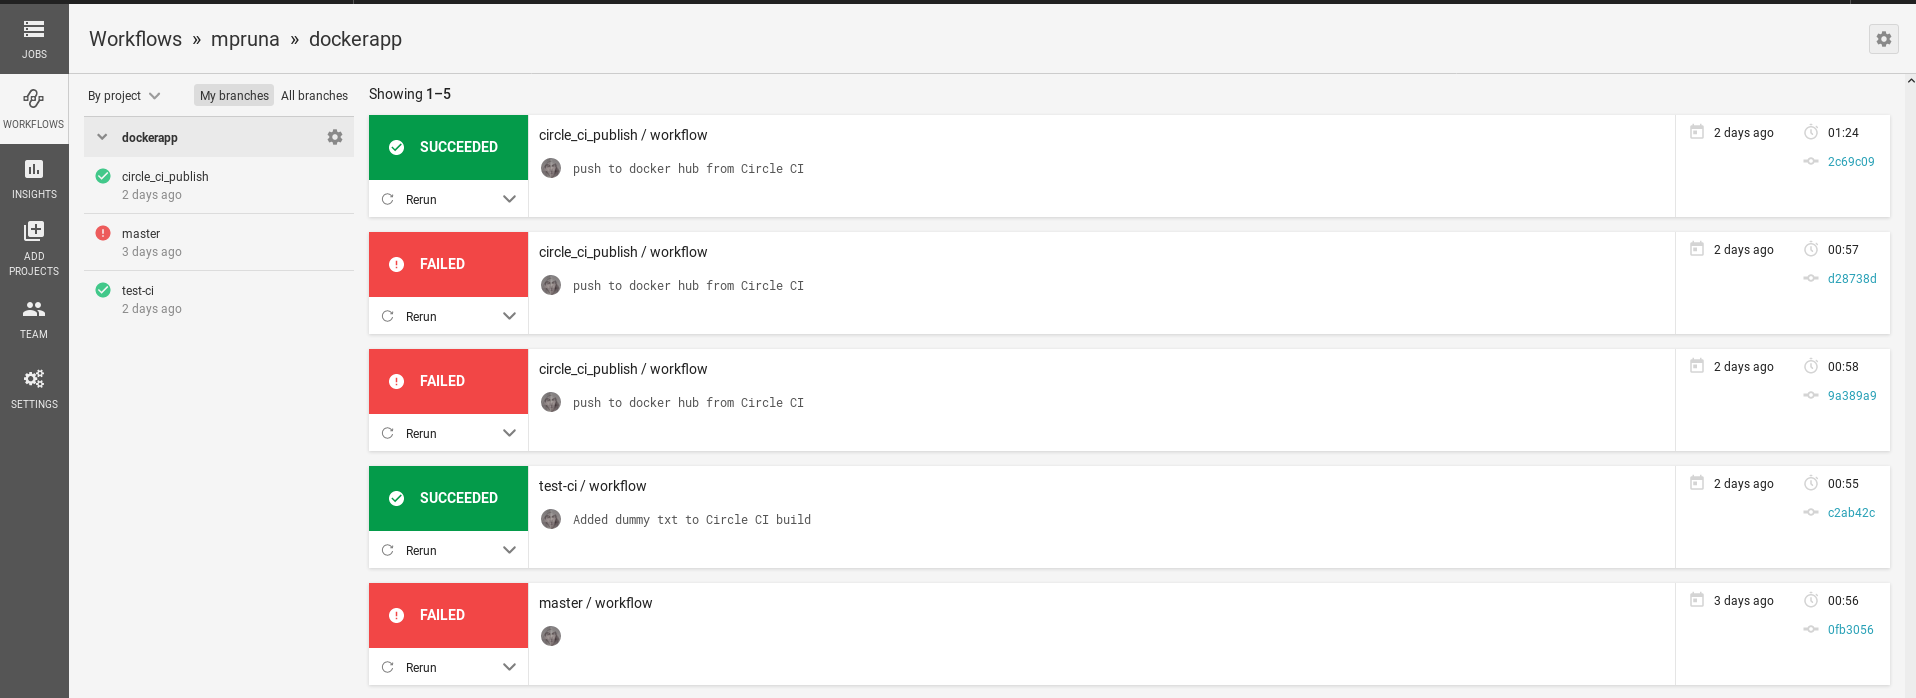 JOBS
WORKFLOWS
INSIGHTS
ADD
PROJECTS
TEAM
SETTINGS
Workflows » mpruna » dockerapp
By project
My branches
All branches
dockerapp
circle_ci_publish
2 days ago
master
3 days ago
test-ci
2 days ago
Showing 1–5
SUCCEEDED
Rerun
circle_ci_publish / workflow
push to docker hub from Circle CI
2 days ago
01:24
2c69c09
FAILED
Rerun
circle_ci_publish / workflow
push to docker hub from Circle CI
2 days ago
00:57
d28738d
FAILED
Rerun
circle_ci_publish / workflow
push to docker hub from Circle CI
2 days ago
00:58
9a389a9
SUCCEEDED
Rerun
test-ci / workflow
Added dummy txt to Circle CI build
2 days ago
00:55
c2ab42c
FAILED
Rerun
master / workflow
3 days ago
00:56
0fb3056